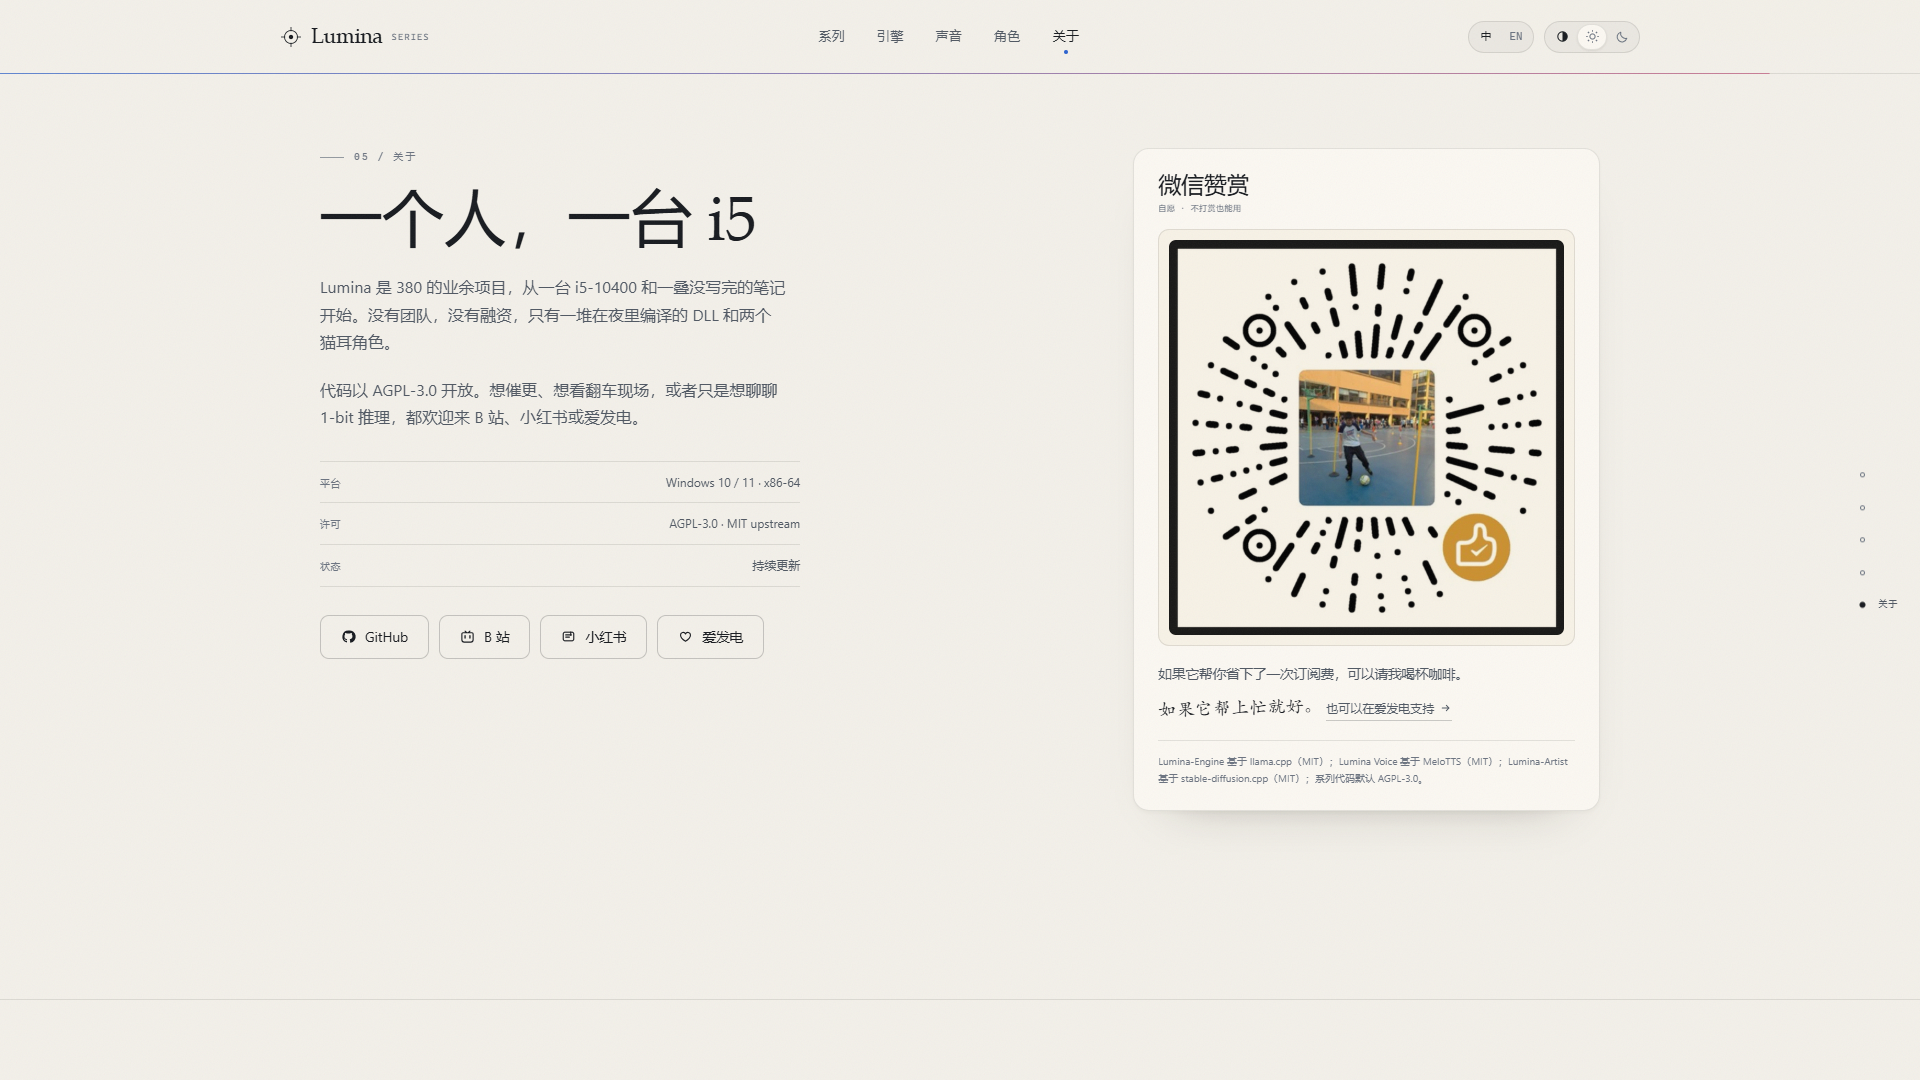 Lumina SERIES
系列 引擎 声音 角色 关于
中 EN
05 / 关于
一个人，一台 i5
Lumina 是 380 的业余项目，从一台 i5-10400 和一叠没写完的笔记
开始。没有团队，没有融资，只有一堆在夜里编译的 DLL 和两个
猫耳角色。
代码以 AGPL-3.0 开放。想催更、想看翻车现场，或者只是想聊聊
1-bit 推理，都欢迎来 B 站、小红书或爱发电。
平台 Windows 10 / 11 · x86-64
许可 AGPL-3.0 · MIT upstream
状态 持续更新
GitHub B 站 小红书 爱发电
微信赞赏
自愿 · 不打赏也能用
如果它帮你省下了一次订阅费，可以请我喝杯咖啡。
如果它帮上忙就好。 也可以在爱发电支持 →
Lumina-Engine 基于 llama.cpp（MIT）；Lumina Voice 基于 MeloTTS（MIT）；Lumina-Artist
基于 stable-diffusion.cpp（MIT）；系列代码默认 AGPL-3.0。
关于